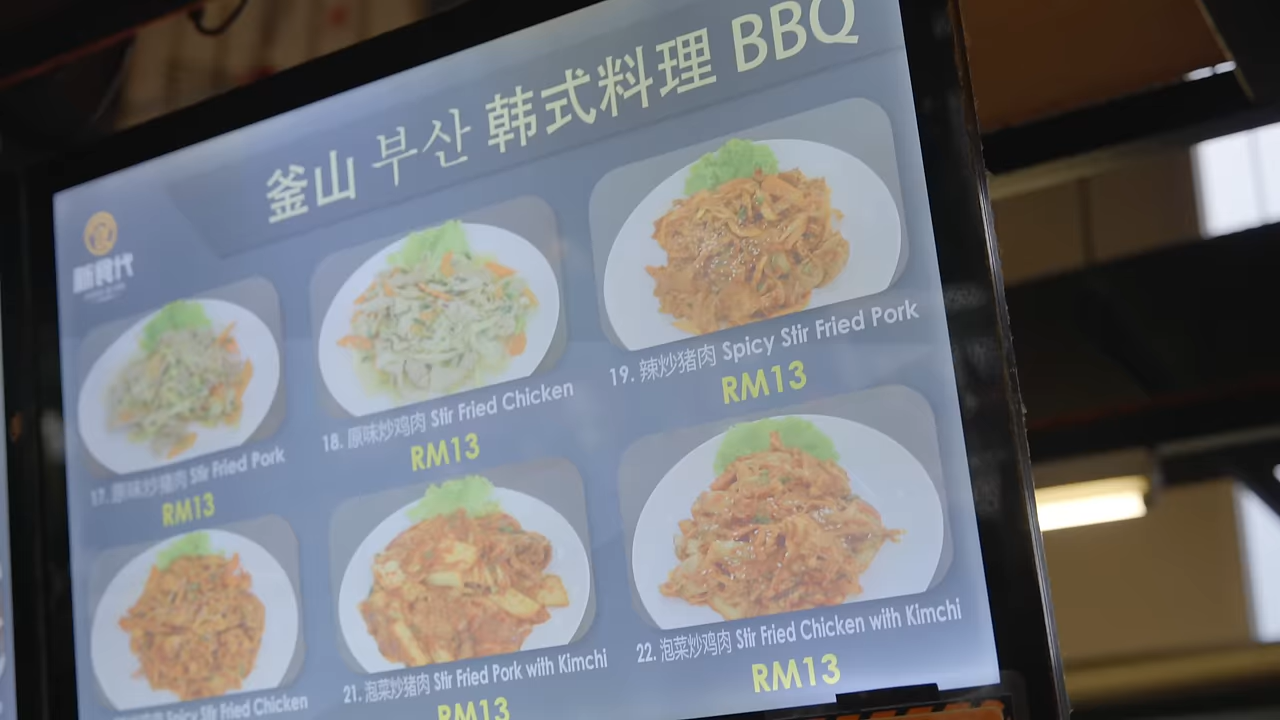 釜山 부산 韩式料理 BBQ
新食代
17. 原味炒猪肉 Stir Fried Pork
RM13
18. 原味炒鸡肉 Stir Fried Chicken
RM13
19. 辣炒猪肉 Spicy Stir Fried Pork
RM13
Spicy Stir Fried Chicken
21. 泡菜炒猪肉 Stir Fried Pork with Kimchi
RM13
22. 泡菜炒鸡肉 Stir Fried Chicken with Kimchi
RM13